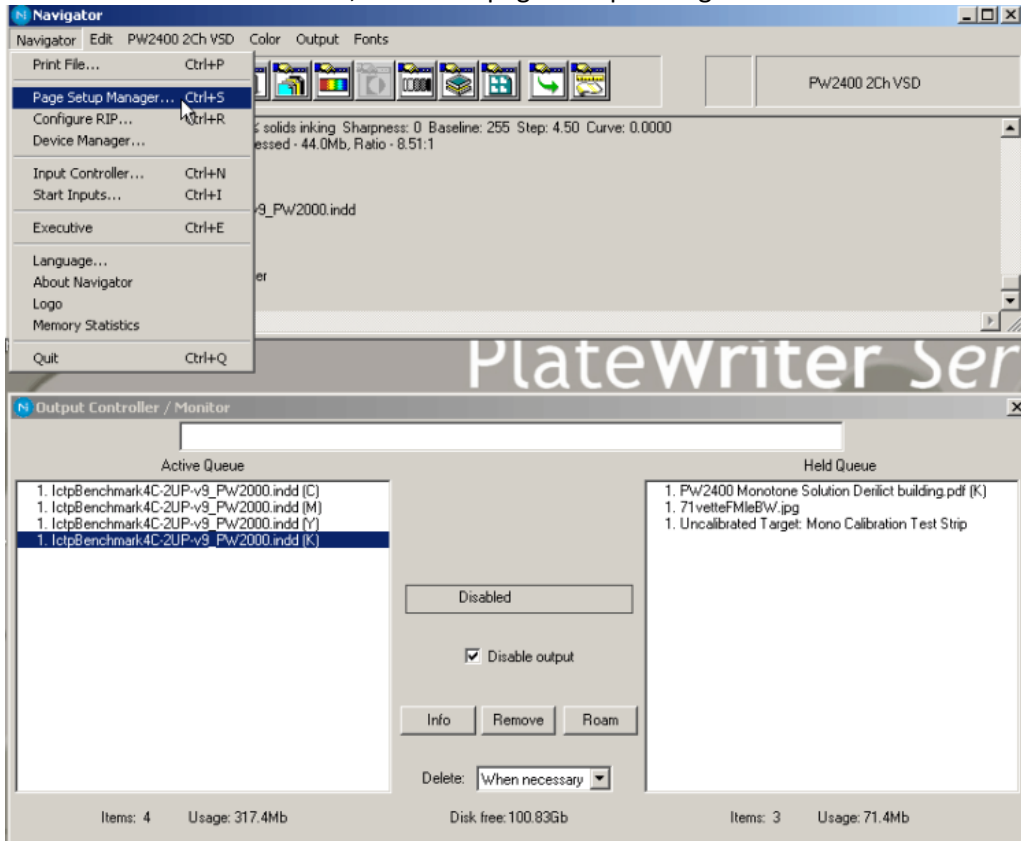 Navigator
Navigator Edit PW2400 2Ch VSD Color Output Fonts
Print File... Ctrl+P
Page Setup Manager... Ctrl+S
Configure RIP... Ctrl+R
Device Manager...
Input Controller... Ctrl+N
Start Inputs... Ctrl+I
Executive Ctrl+E
Language...
About Navigator
Logo
Memory Statistics
Quit Ctrl+Q
PW2400 2Ch VSD
solids inking Sharpness: 0 Baseline: 255 Step: 4.50 Curve: 0.0000
essed - 44.0Mb, Ratio - 8.51:1
v9_PW2000.indd
er
PlateWriter Ser
Output Controller / Monitor
Active Queue
1. IctpBenchmark4C-2UP-v9_PW2000.indd (C)
1. IctpBenchmark4C-2UP-v9_PW2000.indd (M)
1. IctpBenchmark4C-2UP-v9_PW2000.indd (Y)
1. IctpBenchmark4C-2UP-v9_PW2000.indd (K)
Items: 4 Usage: 317.4Mb
Disabled
Disable output
Info Remove Roam
Delete: When necessary
Disk free: 100.83Gb
Held Queue
1. PW2400 Monotone Solution Derilict building.pdf (K)
1. 71vetteFMleBW.jpg
1. Uncalibrated Target: Mono Calibration Test Strip
Items: 3 Usage: 71.4Mb